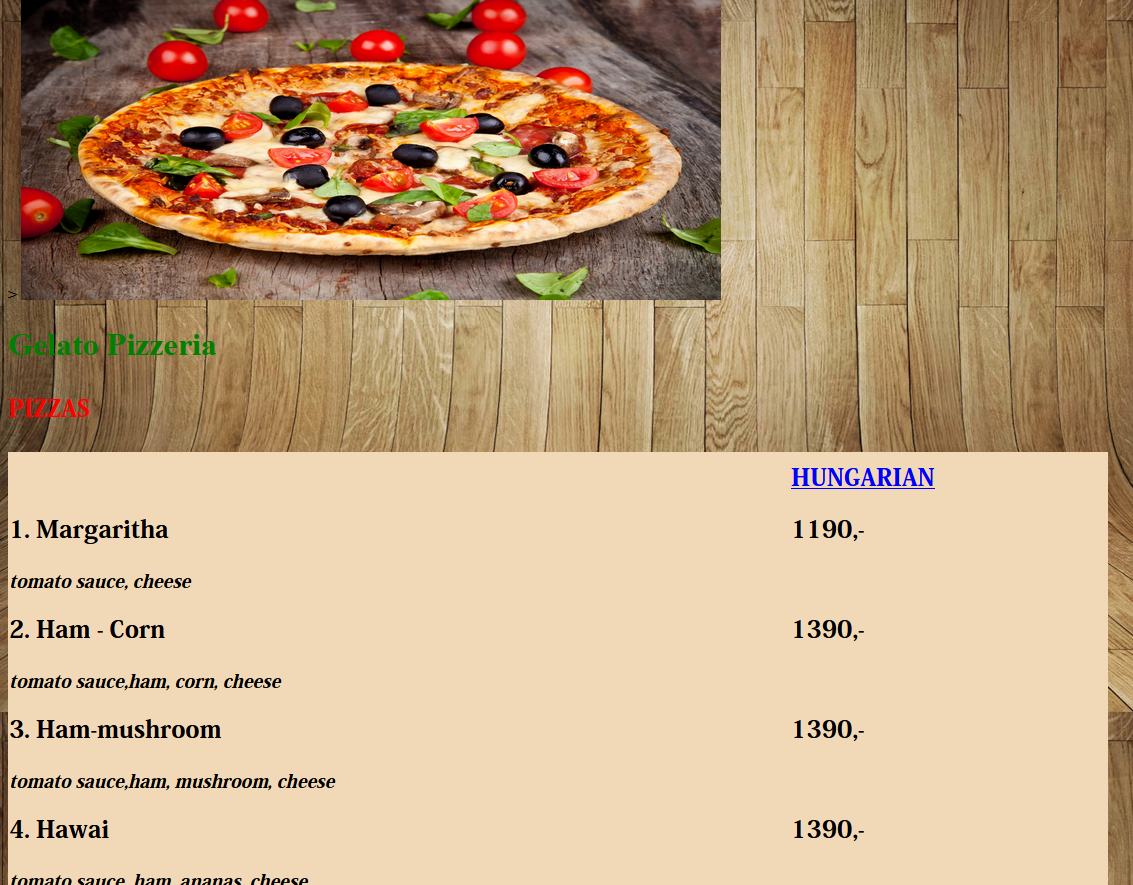 >
Gelato Pizzeria
PIZZAS
HUNGARIAN
1. Margaritha 1190,-
tomato sauce, cheese
2. Ham - Corn 1390,-
tomato sauce,ham, corn, cheese
3. Ham-mushroom 1390,-
tomato sauce,ham, mushroom, cheese
4. Hawai 1390,-
tomato sauce, ham, ananas, cheese